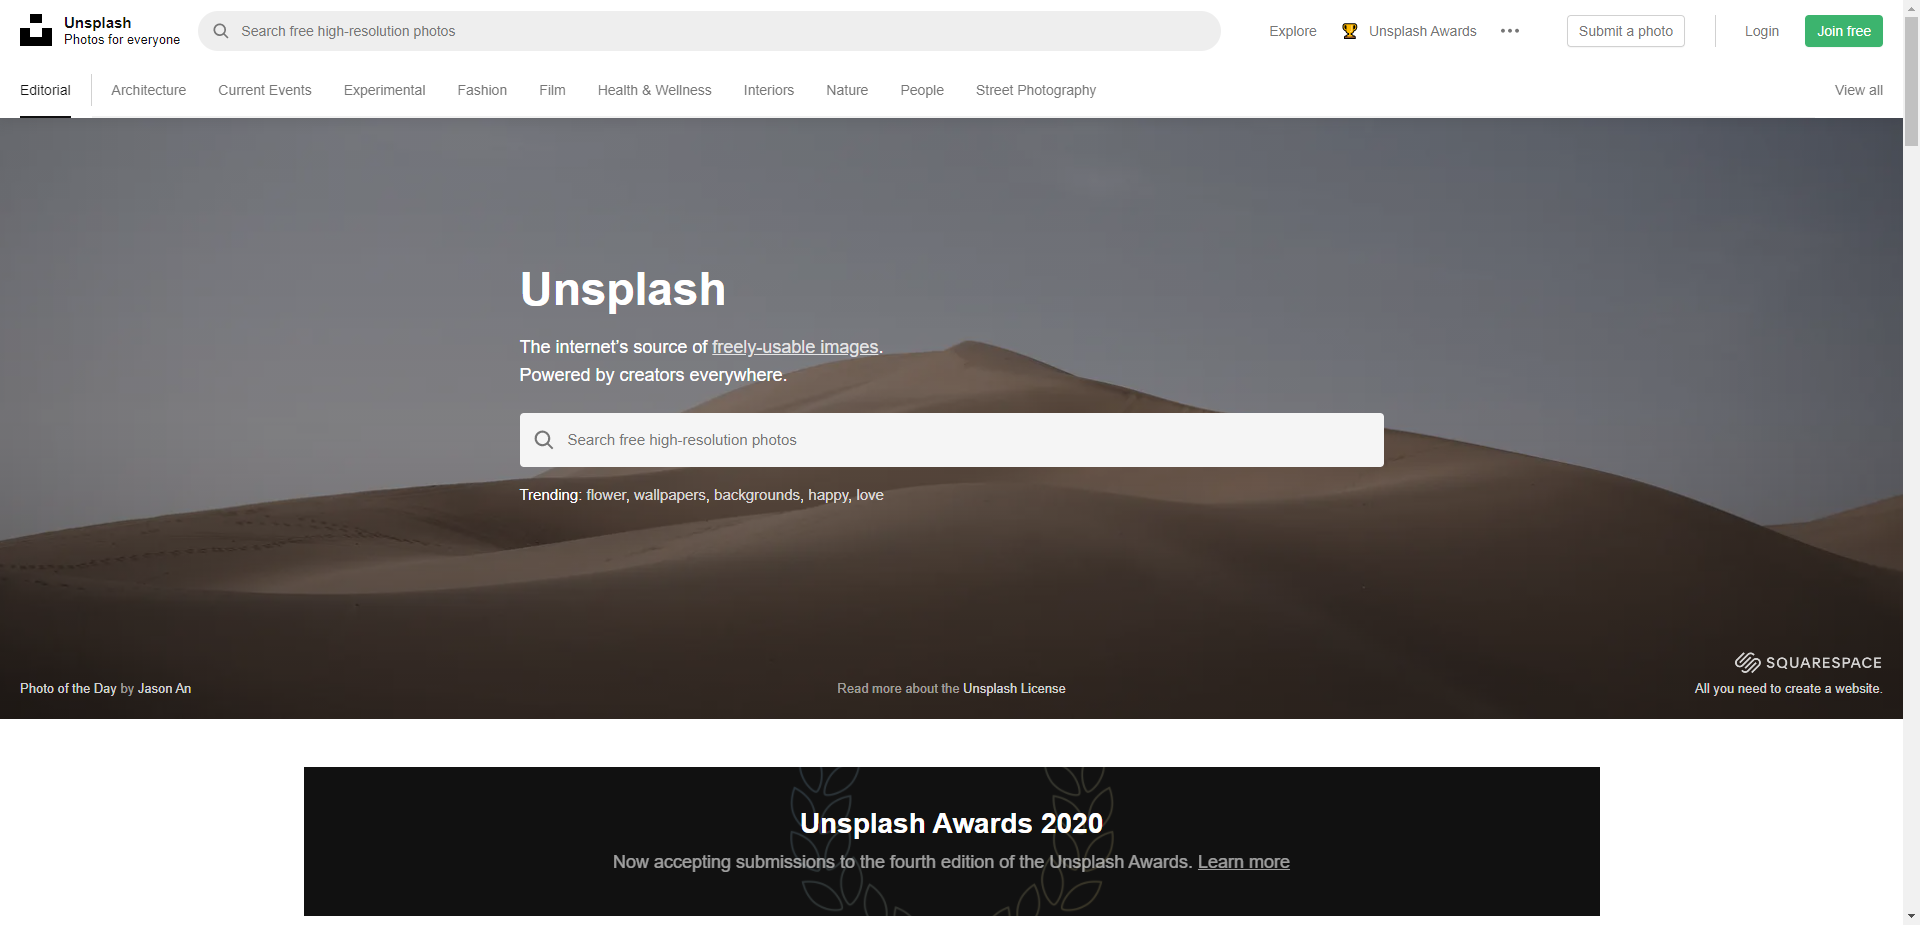 Unsplash
Photos for everyone
Search free high-resolution photos
Explore
Unsplash Awards
Submit a photo
Login
Join free
Editorial
Architecture
Current Events
Experimental
Fashion
Film
Health & Wellness
Interiors
Nature
People
Street Photography
View all
Unsplash
The internet’s source of freely-usable images.
Powered by creators everywhere.
Search free high-resolution photos
Trending: flower, wallpapers, backgrounds, happy, love
Photo of the Day by Jason An
Read more about the Unsplash License
SQUARESPACE
All you need to create a website.
Unsplash Awards 2020
Now accepting submissions to the fourth edition of the Unsplash Awards. Learn more